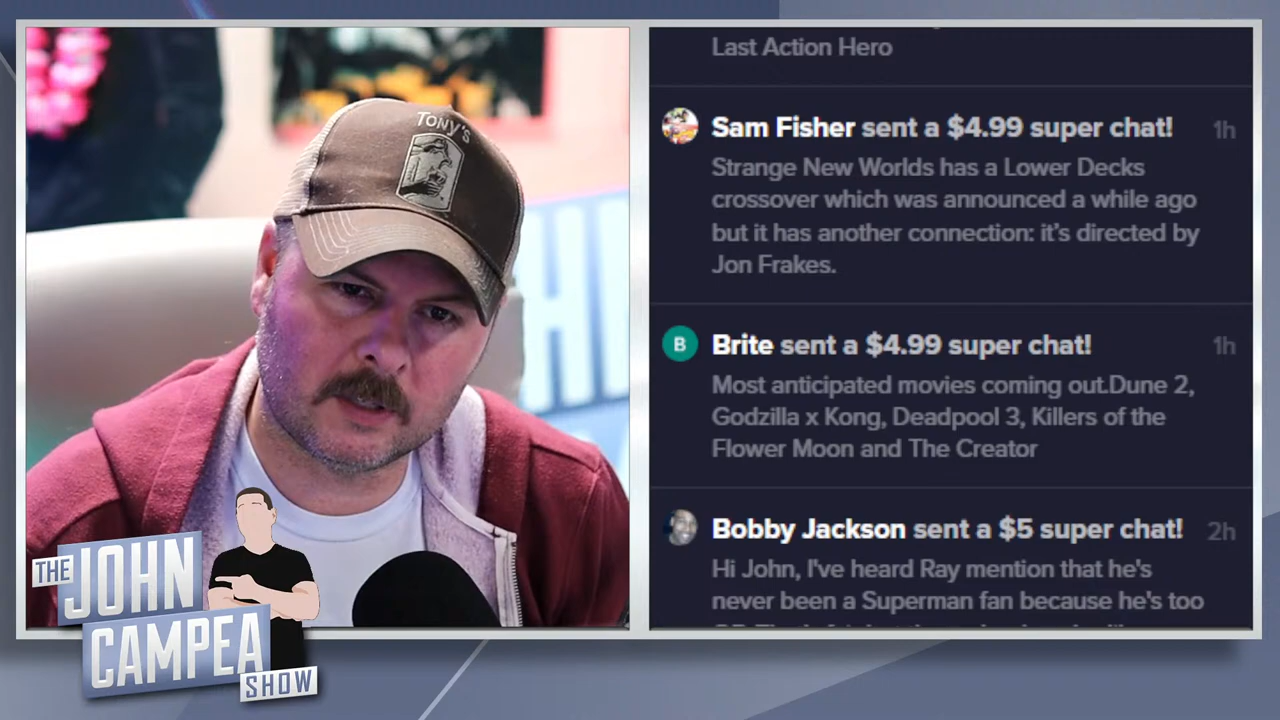 Last Action Hero
Sam Fisher sent a $4.99 super chat!
1h
Strange New Worlds has a Lower Decks
crossover which was announced a while ago
but it has another connection: it's directed by
Jon Frakes.
B
Brite sent a $4.99 super chat!
1h
Most anticipated movies coming out.Dune 2,
Godzilla x Kong, Deadpool 3, Killers of the
Flower Moon and The Creator
Bobby Jackson sent a $5 super chat!
2h
Hi John, I've heard Ray mention that he's
never been a Superman fan because he's too
TONY'S
THE
JOHN
CAMPEA
SHOW